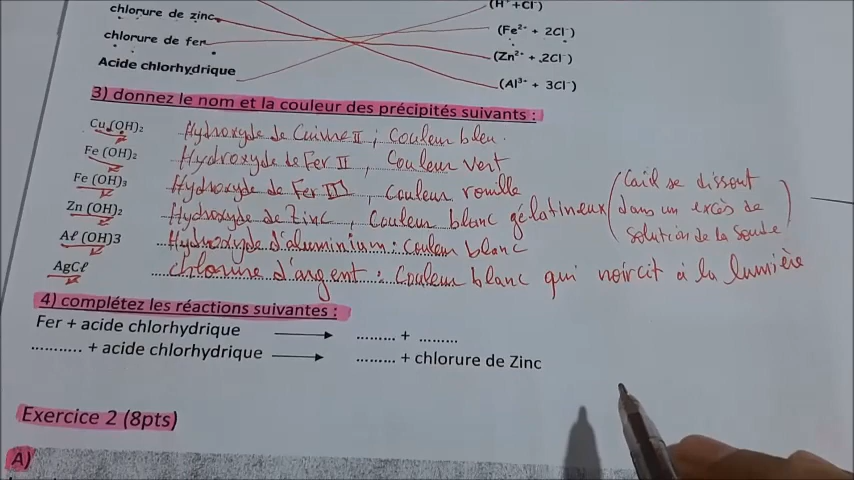 chlorure de zinc
(H⁺+Cl⁻)
chlorure de fer
(Fe²⁺ + 2Cl⁻)
Acide chlorhydrique
(Zn²⁺ + 2Cl⁻)
(Al³⁺ + 3Cl⁻)
3) donnez le nom et la couleur des précipités suivants :
Cu (OH)₂ Hydroxyde de Cuivre II ; Couleur bleu.
Fe (OH)₂ Hydroxyde de Fer II , Couleur vert
Fe (OH)₃ Hydroxyde de Fer III , Couleur rouille
Zn (OH)₂ Hydroxyde de Zinc , Couleur blanc gélatineux (car il se dissout
dans un excès de
solution de la soude)
Aℓ (OH)3 Hydroxyde d'aluminium : Couleur blanc
AgCℓ chlorure d'argent : Couleur blanc qui noircit à la lumière
4) complétez les réactions suivantes :
Fer + acide chlorhydrique ⟶ ......... + .........
........... + acide chlorhydrique ⟶ ......... + chlorure de Zinc
Exercice 2 (8pts)
A)